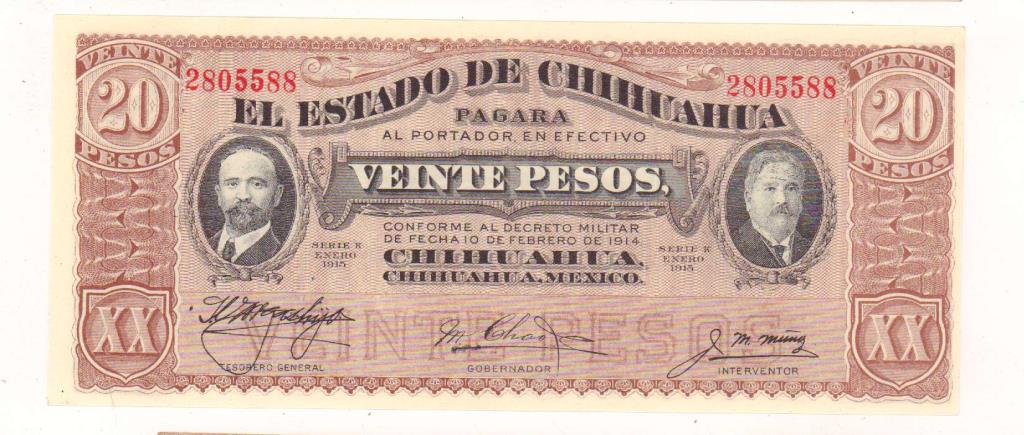 VEINTE
20
PESOS
2805588
2805588
VEINTE
20
PESOS
EL ESTADO DE CHIHUAHUA
PAGARA
AL PORTADOR, EN EFECTIVO
VEINTE PESOS,
CONFORME AL DECRETO MILITAR
DE FECHA 10 DE FEBRERO DE 1914
CHIHUAHUA,
CHIHUAHUA, MEXICO.
SERIE K
ENERO
1915
SERIE K
ENERO
1915
VEINTE PESOS
XX
XX
M. Chao
J. M. Muñoz
TESORERO GENERAL
GOBERNADOR
INTERVENTOR